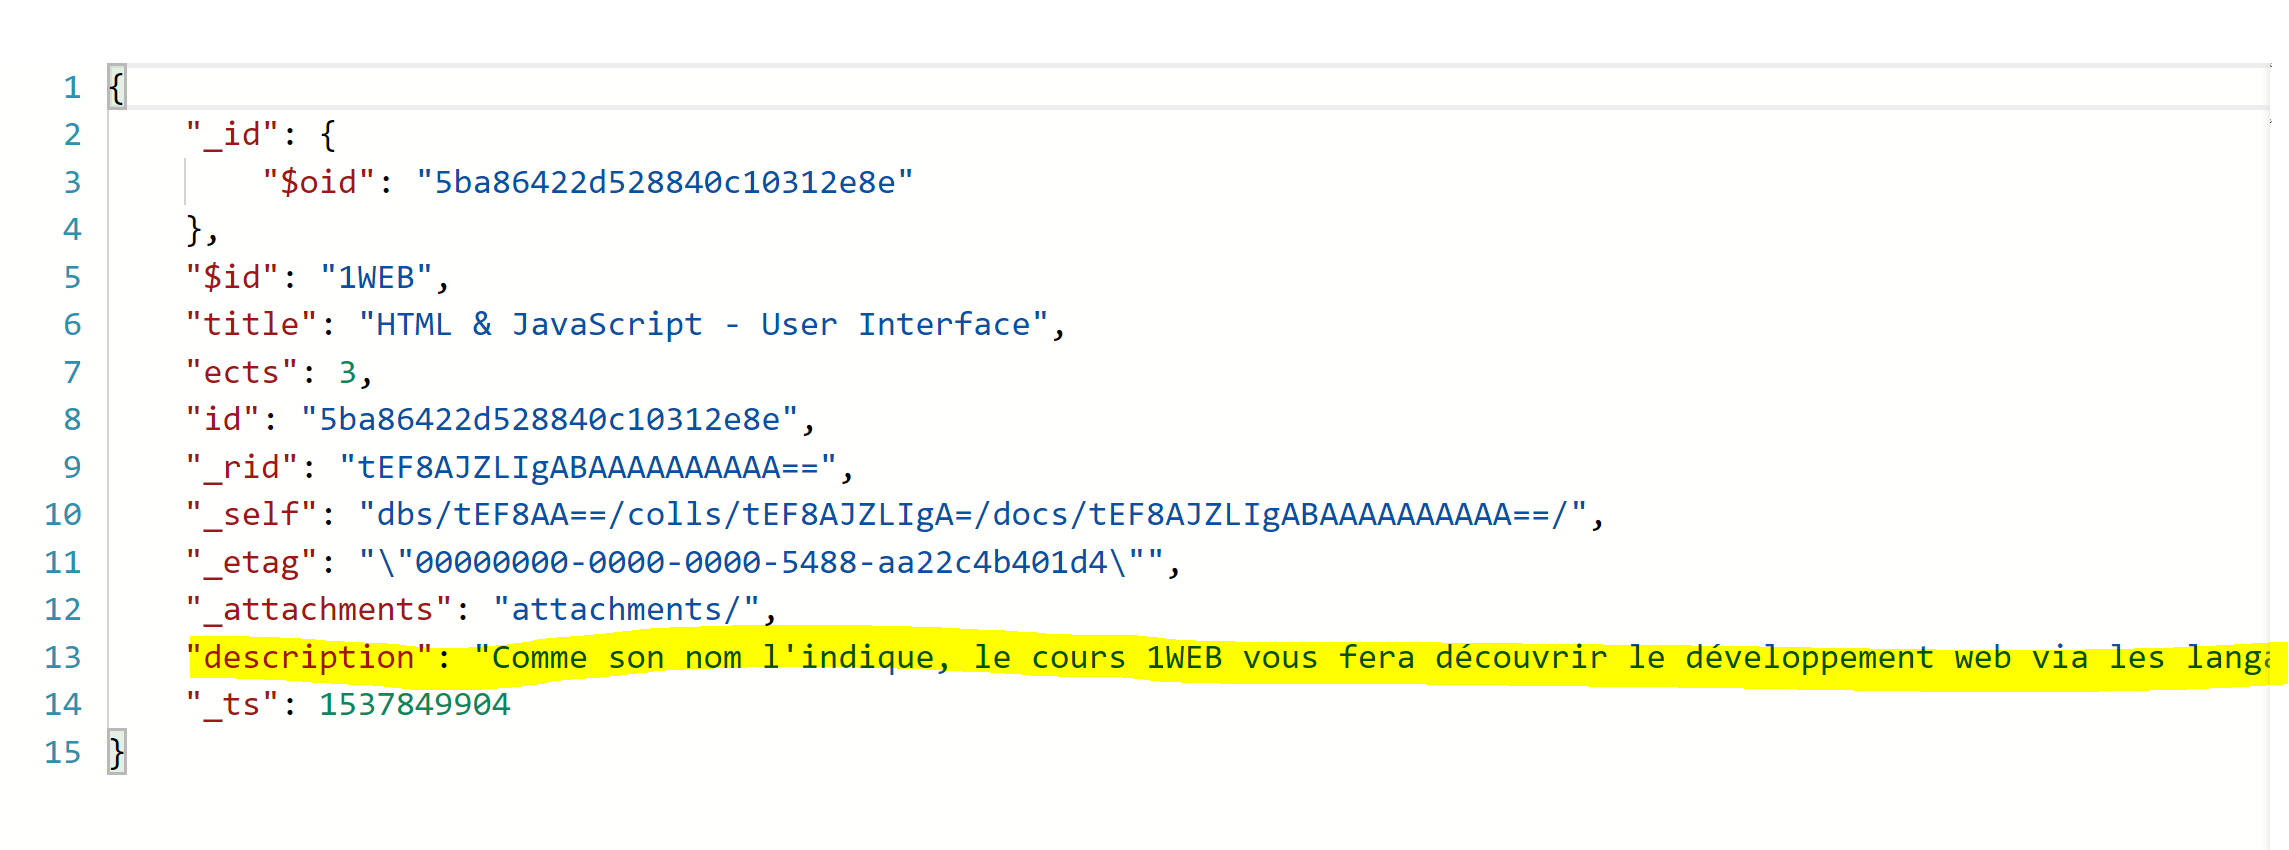 1 {
2 "_id": {
3 "$oid": "5ba86422d528840c10312e8e"
4 },
5 "$id": "1WEB",
6 "title": "HTML & JavaScript - User Interface",
7 "ects": 3,
8 "id": "5ba86422d528840c10312e8e",
9 "_rid": "tEF8AJZLIgABAAAAAAAAAA==",
10 "_self": "dbs/tEF8AA==/colls/tEF8AJZLIgA=/docs/tEF8AJZLIgABAAAAAAAAAA==/",
11 "_etag": "\"00000000-0000-0000-5488-aa22c4b401d4\"",
12 "_attachments": "attachments/",
13 "description": "Comme son nom l'indique, le cours 1WEB vous fera découvrir le développement web via les langa
14 "_ts": 1537849904
15 }